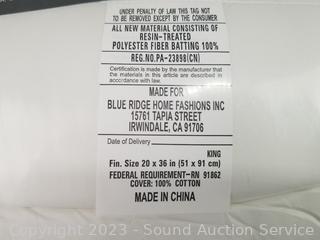 UNDER PENALTY OF LAW THIS TAG NOT
TO BE REMOVED EXCEPT BY THE CONSUMER
ALL NEW MATERIAL CONSISTING OF
RESIN-TREATED
POLYESTER FIBER BATTING 100%
REG.NO.PA-23898(CN)
Certification is made by the manufacturer that
the materials in this article are described in
accordance with law.
MADE FOR
BLUE RIDGE HOME FASHIONS INC
15761 TAPIA STREET
IRWINDALE, CA 91706
Date of Delivery
KING
Fin. Size 20 x 36 in (51 x 91 cm)
FEDERAL REQUIREMENT-RN 91862
COVER: 100% COTTON
MADE IN CHINA
Copyright 2023 - Sound Auction Service